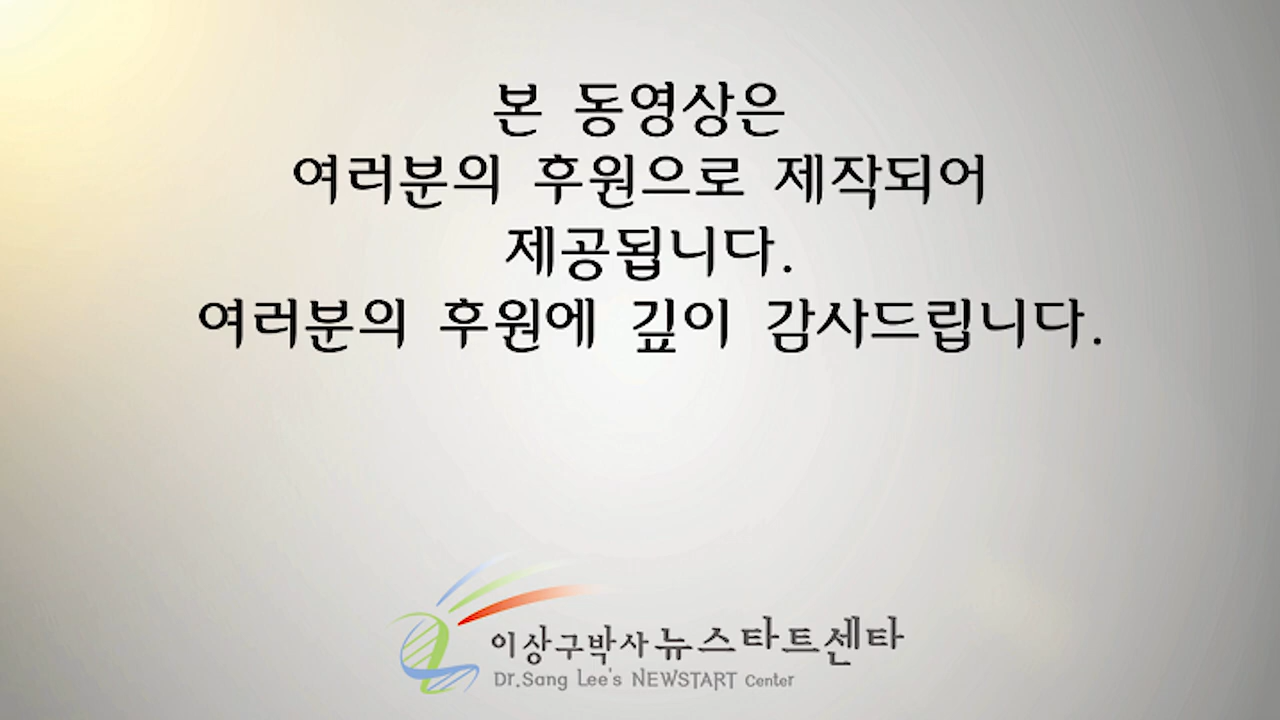 본 동영상은
여러분의 후원으로 제작되어
제공됩니다.
여러분의 후원에 깊이 감사드립니다.
이상구박사 뉴스타트센타
Dr.Sang Lee's NEWSTART Center